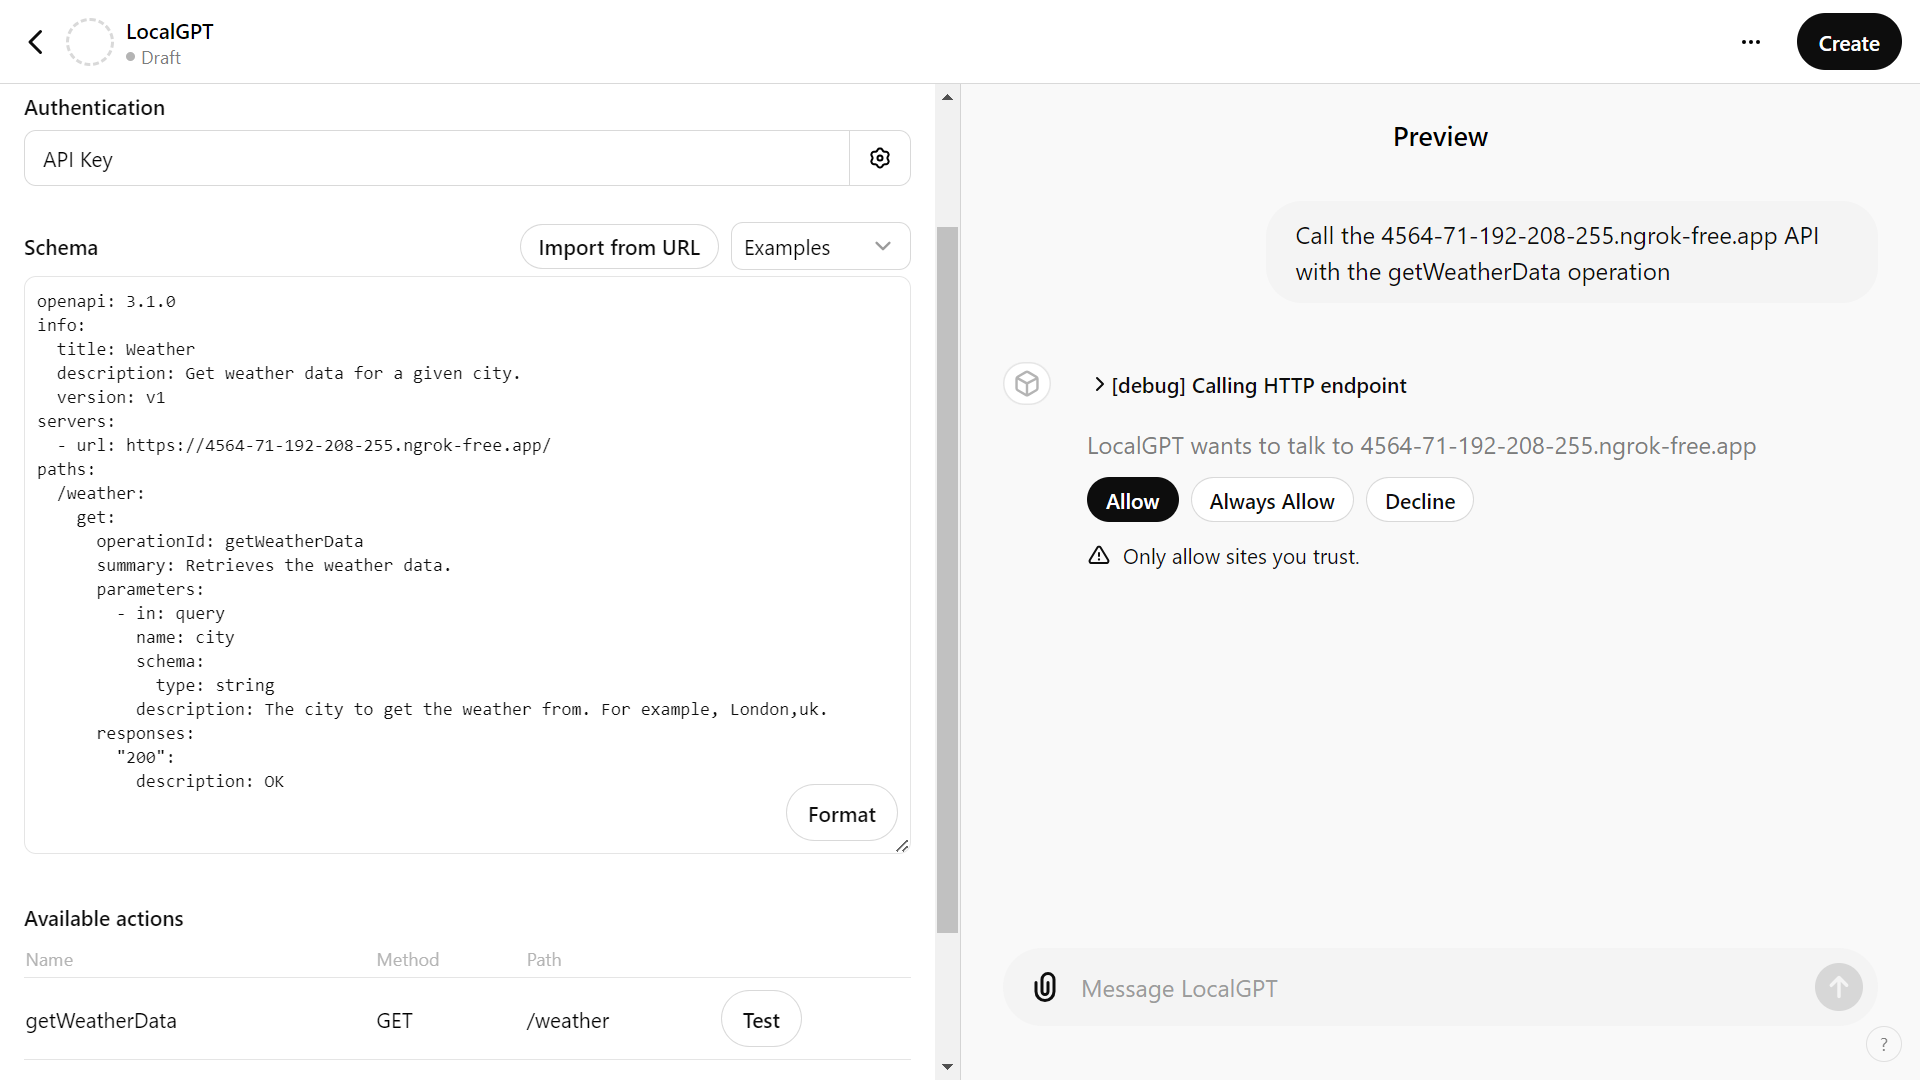 LocalGPT
Draft
Create
Authentication
API Key
Schema
Import from URL
Examples
openapi: 3.1.0
info:
  title: Weather
  description: Get weather data for a given city.
  version: v1
servers:
  - url: https://4564-71-192-208-255.ngrok-free.app/
paths:
  /weather:
    get:
      operationId: getWeatherData
      summary: Retrieves the weather data.
      parameters:
        - in: query
          name: city
          schema:
            type: string
          description: The city to get the weather from. For example, London,uk.
      responses:
        "200":
          description: OK
Format
Available actions
Name Method Path
getWeatherData GET /weather Test
Preview
Call the 4564-71-192-208-255.ngrok-free.app API
with the getWeatherData operation
[debug] Calling HTTP endpoint
LocalGPT wants to talk to 4564-71-192-208-255.ngrok-free.app
Allow Always Allow Decline
Only allow sites you trust.
Message LocalGPT
?